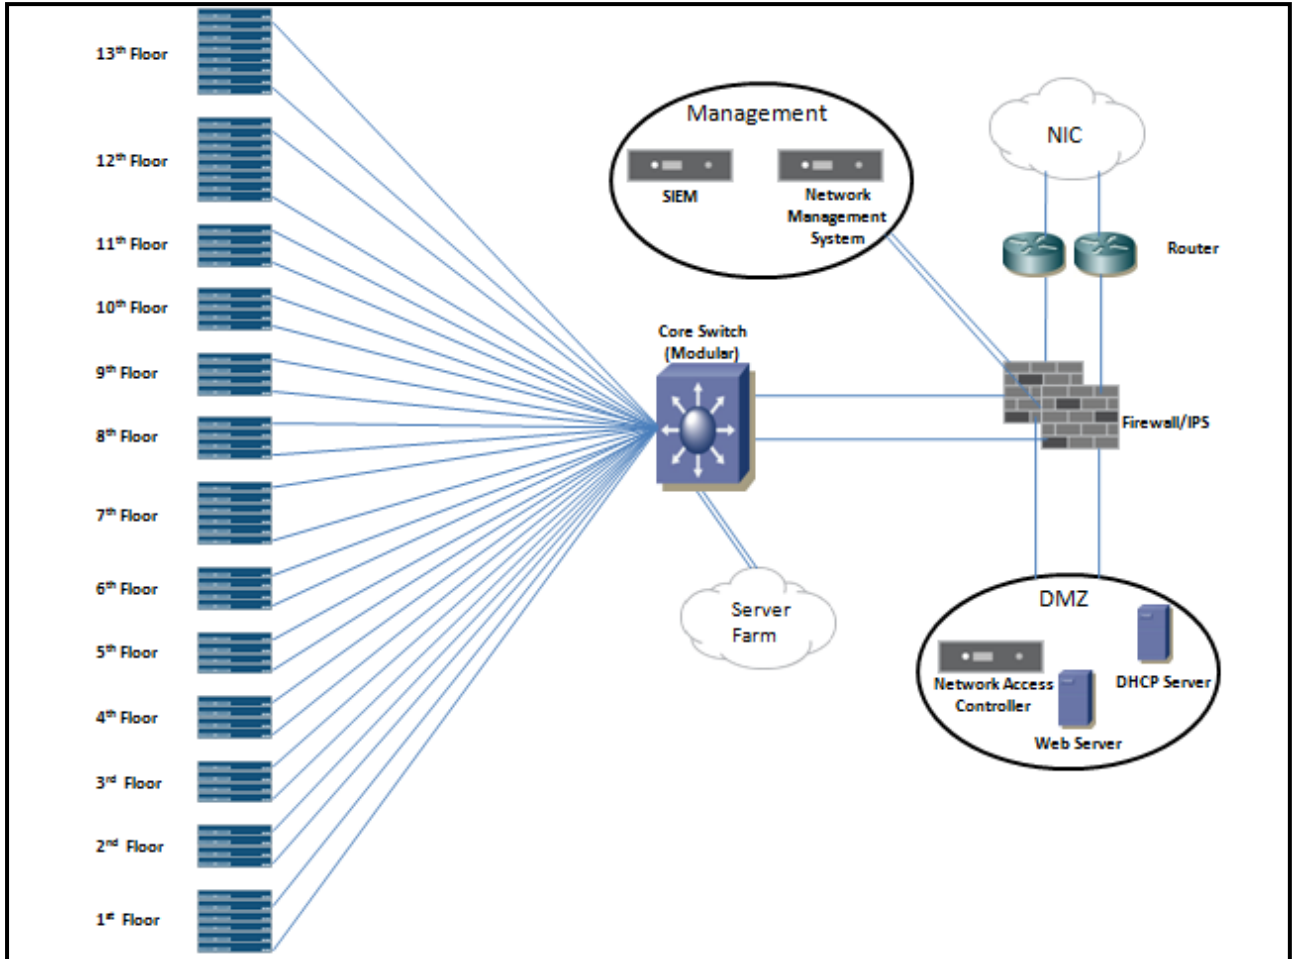 13th Floor
12th Floor
11th Floor
10th Floor
9th Floor
8th Floor
7th Floor
6th Floor
5th Floor
4th Floor
3rd Floor
2nd Floor
1st Floor
Core Switch
(Modular)
Server
Farm
Management
SIEM
Network
Management
System
NIC
Router
Firewall/IPS
DMZ
Network Access
Controller
Web Server
DHCP Server